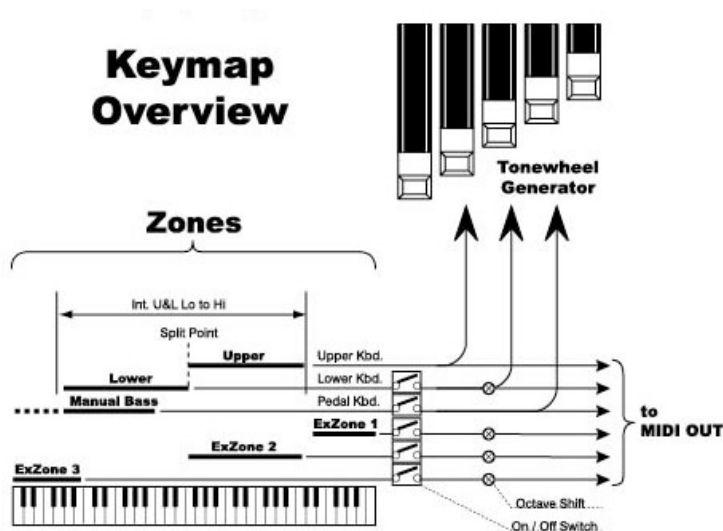 Keymap
Overview
Tonewheel
Generator
Zones
Int. U&L Lo to Hi
Split Point
Upper
Upper Kbd.
Lower
Lower Kbd.
Manual Bass
Pedal Kbd.
to
MIDI OUT
ExZone 1
ExZone 2
ExZone 3
Octave Shift
On / Off Switch